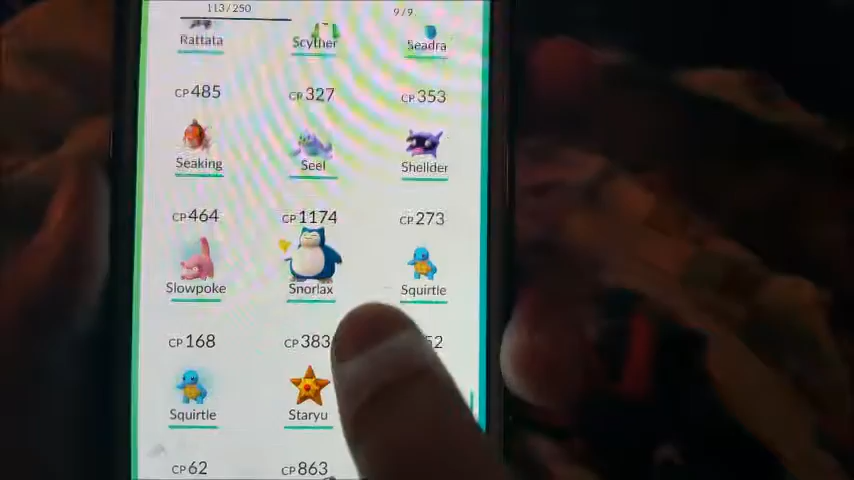 113/250 9/9
Rattata Scyther Seadra
CP485 CP327 CP353
Seaking Seel Shellder
CP464 CP1174 CP273
Slowpoke Snorlax Squirtle
CP168 CP383 52
Squirtle Staryu
CP62 CP863